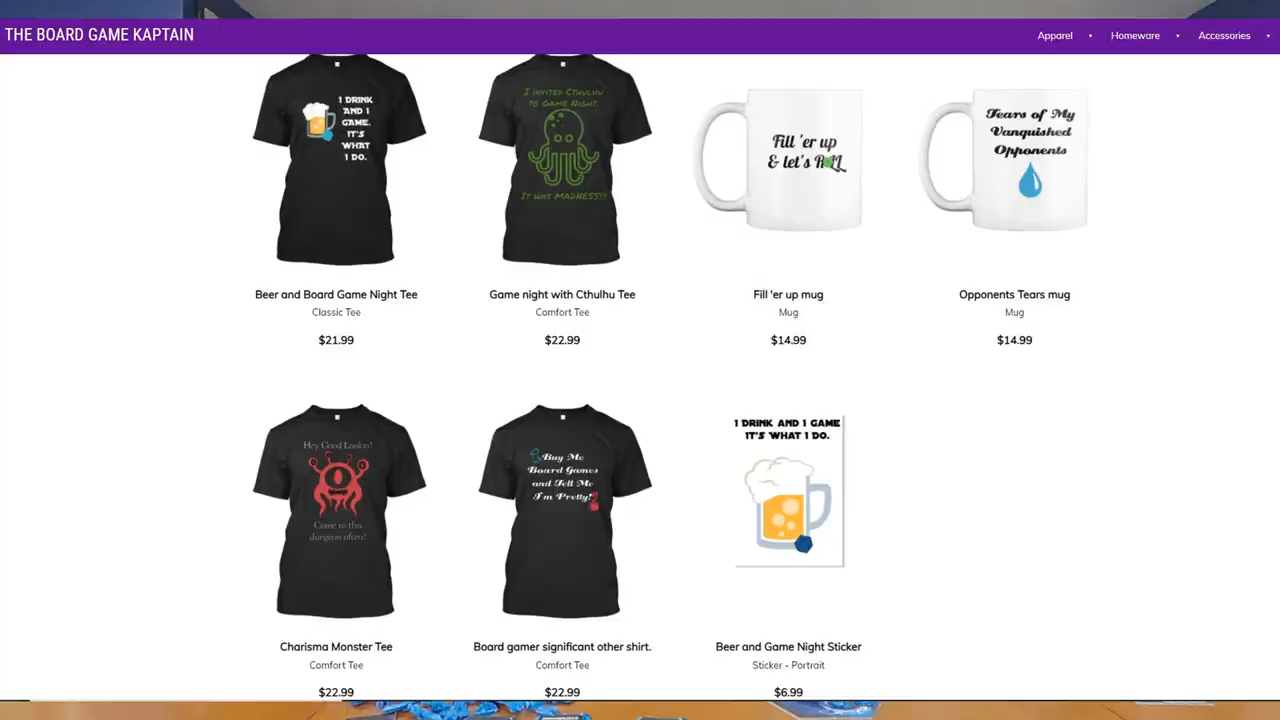 THE BOARD GAME KAPTAIN
Apparel
Homeware
Accessories
I DRINK
AND I
GAME.
IT'S
WHAT
I DO.
I INVITED CTHULHU
TO GAME NIGHT.
IT WAS MADNESS!!!
Fill 'er up
& let's ROLL
Tears of My
Vanquished
Opponents
Beer and Board Game Night Tee
Classic Tee
$21.99
Game night with Cthulhu Tee
Comfort Tee
$22.99
Fill 'er up mug
Mug
$14.99
Opponents Tears mug
Mug
$14.99
Hey Good Lookin!
Come to this
dungeon often?
Buy Me
Board Games
and Tell Me
I'm Pretty!
I DRINK AND I GAME
IT'S WHAT I DO.
Charisma Monster Tee
Comfort Tee
$22.99
Board gamer significant other shirt.
Comfort Tee
$22.99
Beer and Game Night Sticker
Sticker - Portrait
$6.99